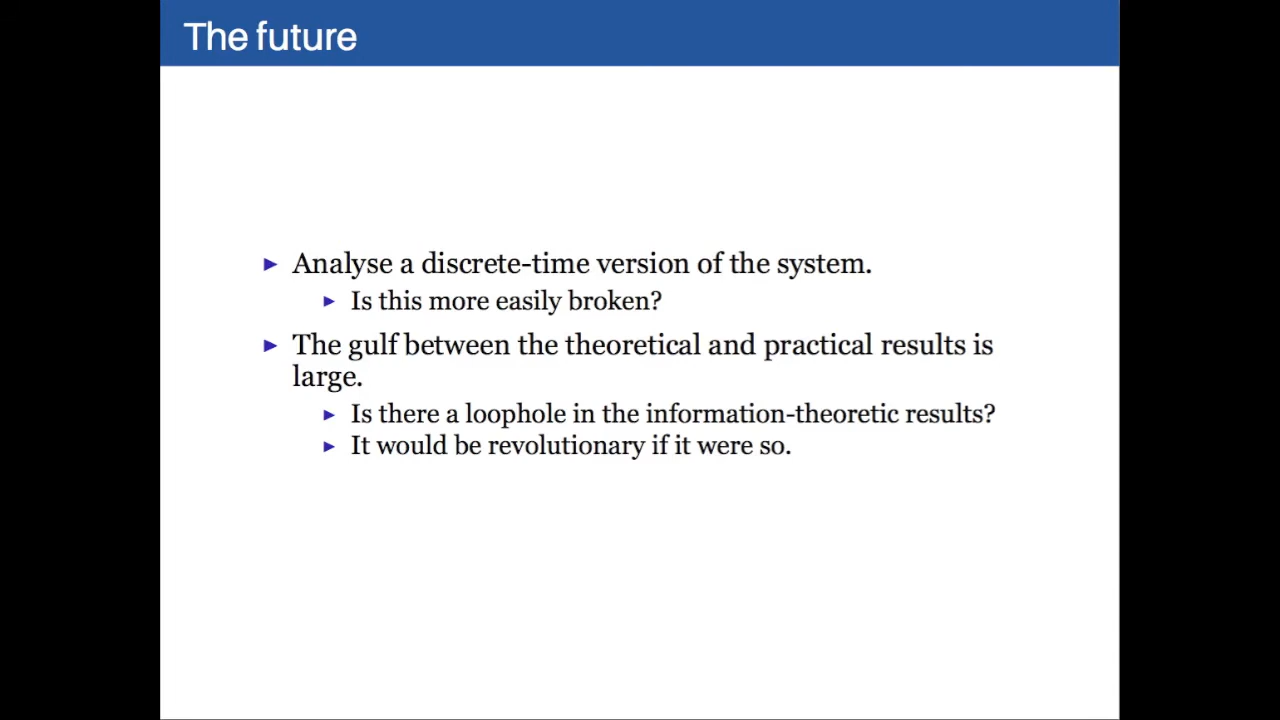 The future
Analyse a discrete-time version of the system.
Is this more easily broken?
The gulf between the theoretical and practical results is
large.
Is there a loophole in the information-theoretic results?
It would be revolutionary if it were so.